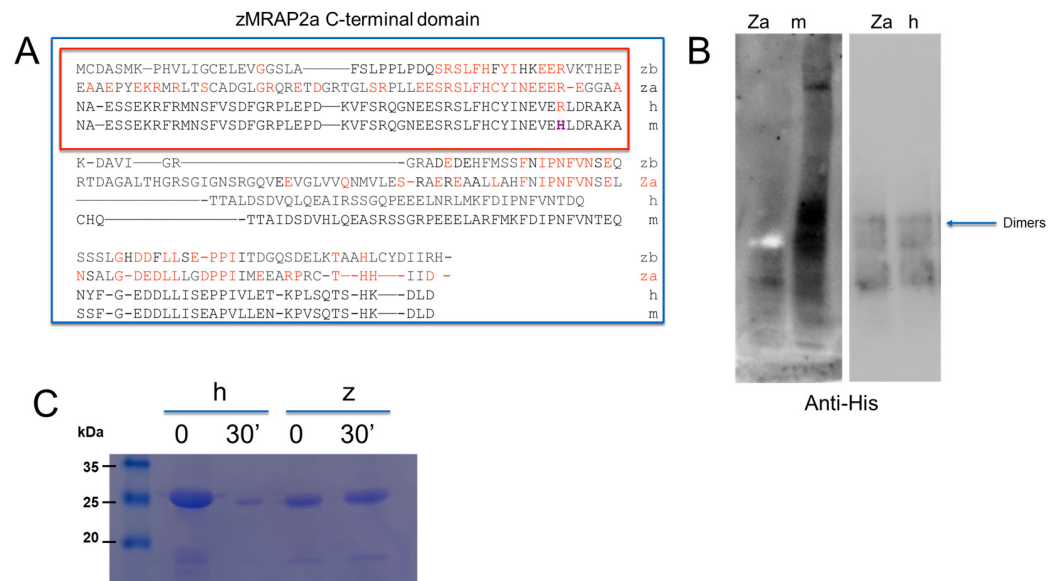 zMRAP2a C-terminal domain
A
MCDASMK—PHVLIGCELEVGGSLA———FSLPPLPDQSRSLFHFYIHKEERVKTHEP zb
EAAEPYEKRMRLTSCADGLGRQRETDGRTGLSRPLLEESRSLFHCYINEEER-EGGAA za
NA-ESSEKRFRMNSFVSDFGRPLEPD—KVFSRQGNEESRSLFHCYINEVERLDRAKA h
NA-ESSEKRFRMNSFVSDFGRPLEPD—KVFSRQGNEESRSLFHCYINEVEHLDRAKA m
K-DAVI——GR————————————GRADEDEHFMSSFNIPNFVNSEQ zb
RTDAGALTHGRSGIGNSRGQVEEVGLVVQNMVLES-RAEREAALLAHFNIPNFVNSEL Za
———————TTALDSDVQLQEAIRSSGQPEEELNRLMKFDIPNFVNTDQ h
CHQ———————-TTAIDSDVHLQEASRSSGRPEEELARFMKFDIPNFVNTEQ m
SSSLGHDDFLLSE-PPIITDGQSDELKTAAHLCYDIIRH- zb
NSALG-DEDLLLGDPPIIMEEARPRC-T—HH—-IID - za
NYF-G-EDDLLISEPPIVLET-KPLSQTS-HK—-DLD h
SSF-G-EDDLLISEAPVLLEN-KPVSQTS-HK—-DLD m
B
Za m Za h
Dimers
Anti-His
C
h z
kDa 0 30' 0 30'
35
25
20